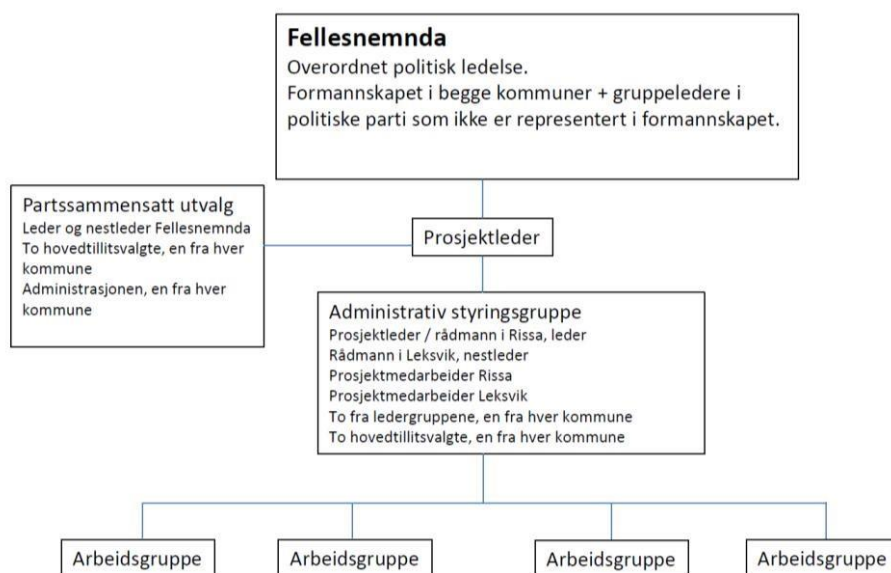 Fellesnemnda
Overordnet politisk ledelse.
Formannskapet i begge kommuner + gruppeledere i
politiske parti som ikke er representert i formannskapet.
Partssammensatt utvalg
Leder og nestleder Fellesnemnda
To hovedtillitsvalgte, en fra hver
kommune
Administrasjonen, en fra hver
kommune
Prosjektleder
Administrativ styringsgruppe
Prosjektleder / rådmann i Rissa, leder
Rådmann i Leksvik, nestleder
Prosjektmedarbeider Rissa
Prosjektmedarbeider Leksvik
To fra ledergruppene, en fra hver kommune
To hovedtillitsvalgte, en fra hver kommune
Arbeidsgruppe
Arbeidsgruppe
Arbeidsgruppe
Arbeidsgruppe